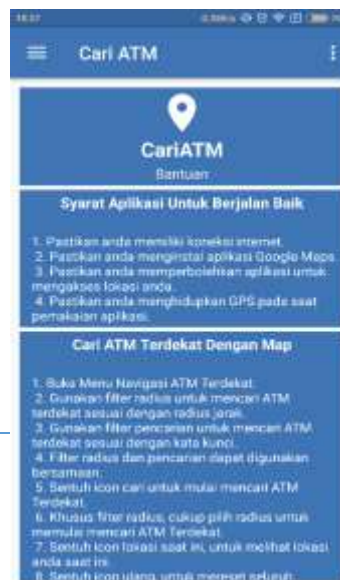 18:37
Cari ATM
CariATM
Bantuan
Syarat Aplikasi Untuk Berjalan Baik
1. Pastikan anda memiliki koneksi internet.
2. Pastikan anda menginstal aplikasi Google Maps.
3. Pastikan anda memperbolehkan aplikasi untuk
mengakses lokasi anda.
4. Pastikan anda menghidupkan GPS pada saat
pemakaian aplikasi.
Cari ATM Terdekat Dengan Map
1. Buka Menu Navigasi ATM Terdekat.
2. Gunakan filter radius untuk mencari ATM
terdekat sesuai dengan radius jarak.
3. Gunakan filter pencarian untuk mencari ATM
terdekat sesuai dengan kata kunci.
4. Filter radius dan pencarian dapat digunakan
bersamaan.
5. Sentuh icon cari untuk mulai mencari ATM
Terdekat.
6. Khusus filter radius, cukup pilih radius untuk
memulai mencari ATM Terdekat.
7. Sentuh icon lokasi saat ini, untuk melihat lokasi
anda saat ini.
8. Sentuh icon ulang, untuk mereset seluruh